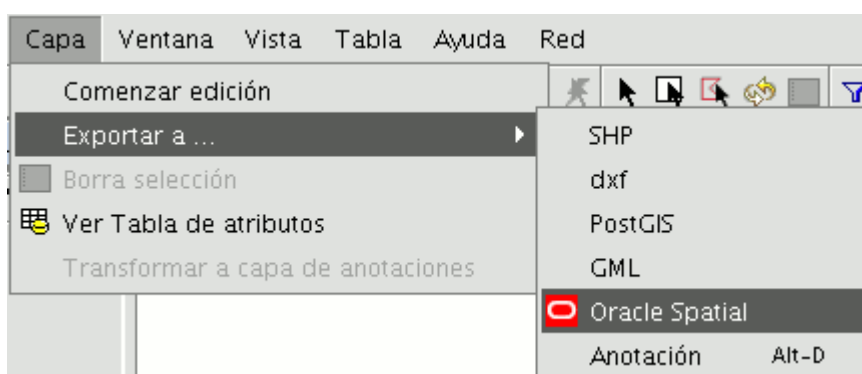 Capa Ventana Vista Tabla Ayuda Red
Comenzar edición
Exportar a ...
Borra selección
Ver Tabla de atributos
Transformar a capa de anotaciones
SHP
dxf
PostGIS
GML
Oracle Spatial
Anotación Alt-D